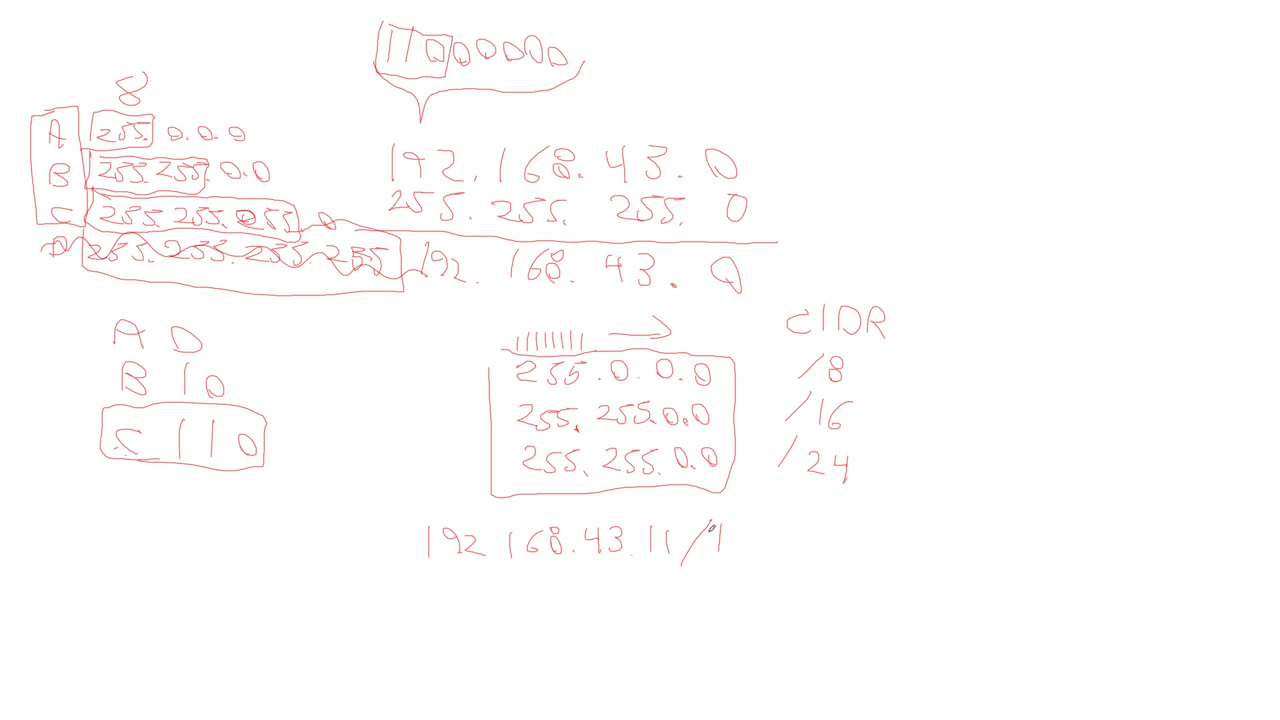 11000000
8
A 255. 0.0.0
B 255.255.0.0
C 255.255.255. 0
D 255.255.255.255
192.168.43.0
255.255.255.0
192.168.43.0
A 0
B 10
C 110
CIDR
255.0.0.0 /8
255.255.0.0 /16
255.255.0.0 /24
192 168.43.11/1